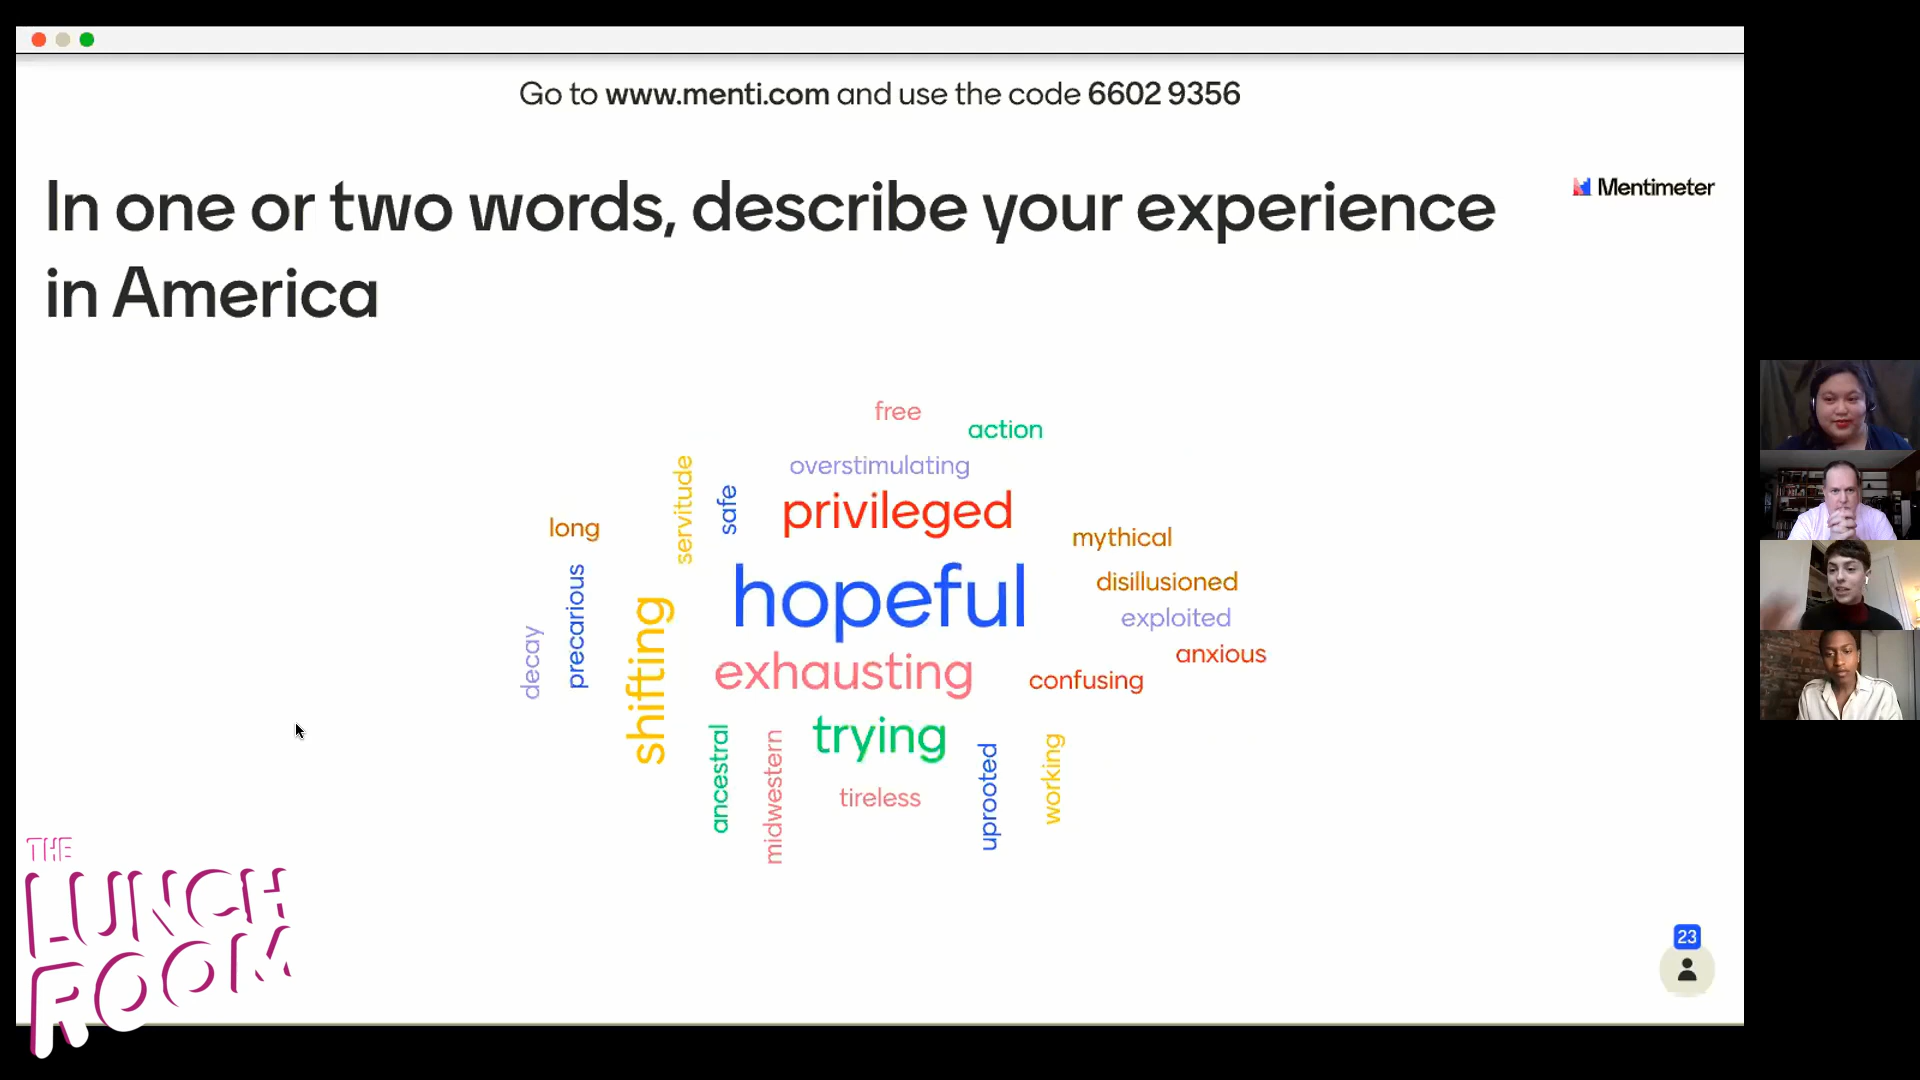 Go to www.menti.com and use the code 6602 9356
In one or two words, describe your experience
in America
Mentimeter
free
action
overstimulating
servitude
safe
privileged
long
mythical
hopeful
disillusioned
precarious
exploited
decay
shifting
anxious
exhausting
confusing
trying
ancestral
midwestern
tireless
uprooted
working
THE
LUNCH
ROOM
23